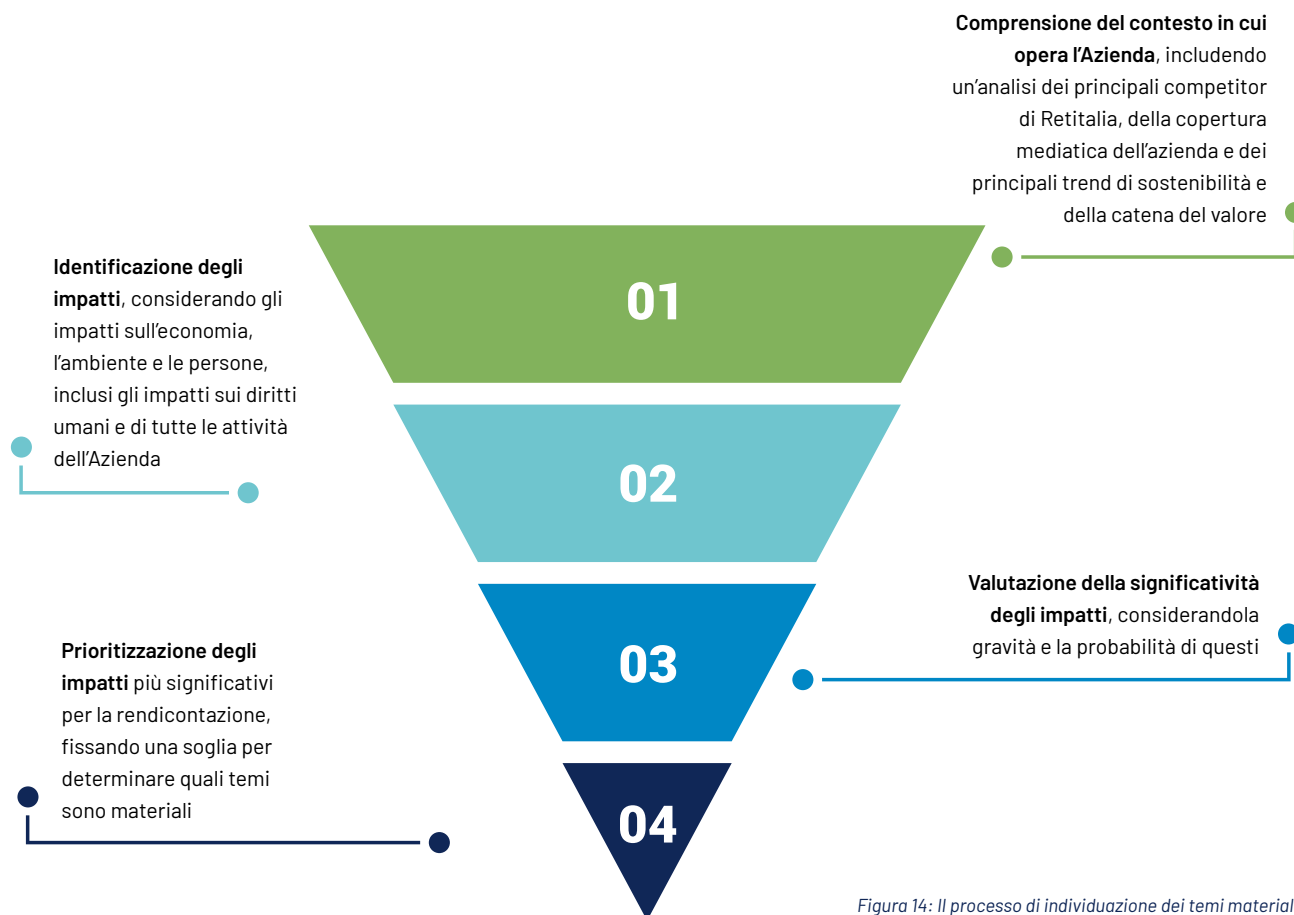 Comprensione del contesto in cui
opera l'Azienda, includendo
un'analisi dei principali competitor
di Retitalia, della copertura
mediatica dell'azienda e dei
principali trend di sostenibilità e
della catena del valore
01
Identificazione degli
impatti, considerando gli
impatti sull'economia,
l'ambiente e le persone,
inclusi gli impatti sui diritti
umani e di tutte le attività
dell'Azienda
02
Valutazione della significatività
degli impatti, considerandola
gravità e la probabilità di questi
03
Prioritizzazione degli
impatti più significativi
per la rendicontazione,
fissando una soglia per
determinare quali temi
sono materiali
04
Figura 14: Il processo di individuazione dei temi material